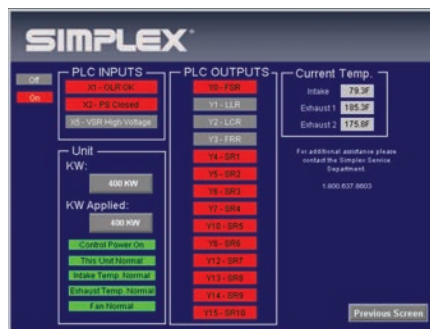 SIMPLEX
Off
On
PLC INPUTS
X1 - OLR OK
X2 - PS Closed
X5 - VSR High Voltage
Unit
KW:
400 KW
KW Applied:
400 KW
Control Power On
This Unit Normal
Intake Temp. Normal
Exhaust Temp. Normal
Fan Normal
PLC OUTPUTS
Y0 - FSR
Y1 - LLR
Y2 - LCR
Y3 - FRR
Y4 - SR1
Y5 - SR2
Y6 - SR3
Y7 - SR4
Y10 - SR5
Y12 - SR7
Y13 - SR8
Y14 - SR9
Y15 - SR10
Current Temp.
Intake 79.3F
Exhaust 1 185.3F
Exhaust 2 175.8F
For additional assistance please
contact the Simplex Service
Department.
1.800.637.8603
Previous Screen